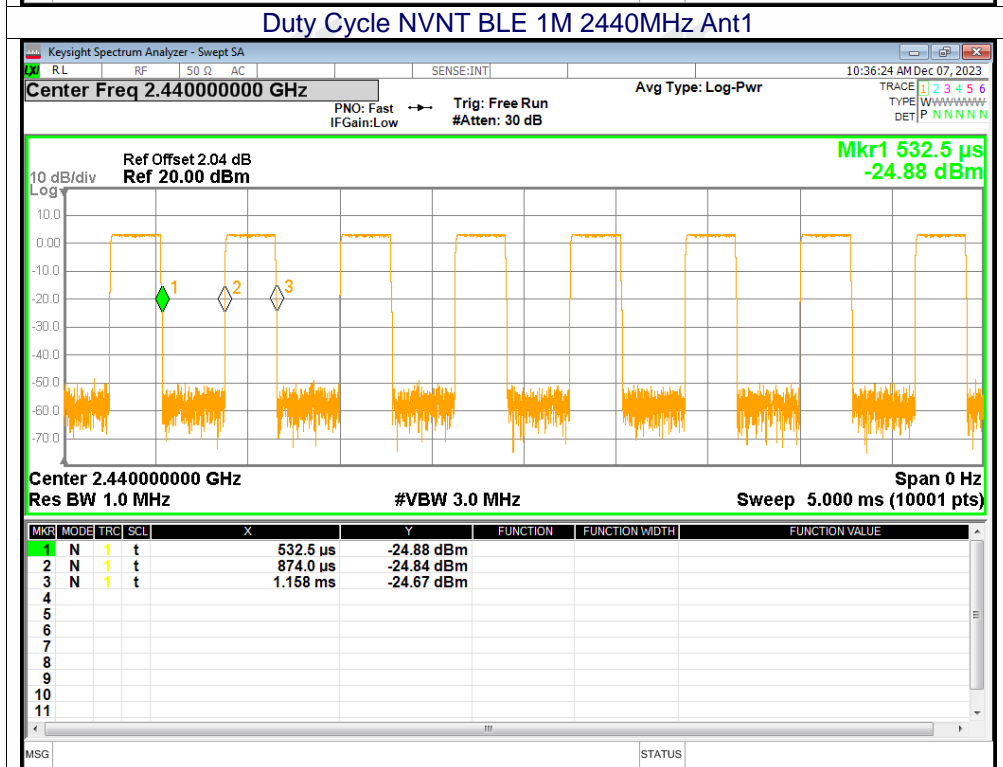 Duty Cycle NVNT BLE 1M 2440MHz Ant1
Keysight Spectrum Analyzer - Swept SA
LXI RL RF 50 Ω AC SENSE:INT 10:36:24 AM Dec 07, 2023
Center Freq 2.440000000 GHz Avg Type: Log-Pwr TRACE 1 2 3 4 5 6
PNO: Fast Trig: Free Run TYPE WWWWWWW
IFGain:Low #Atten: 30 dB DET P N N N N N
Mkr1 532.5 µs
Ref Offset 2.04 dB
10 dB/div Ref 20.00 dBm -24.88 dBm
Log
10.0
0.00
-10.0
1 2 3
-20.0
-30.0
-40.0
-50.0
-60.0
-70.0
Center 2.440000000 GHz Span 0 Hz
Res BW 1.0 MHz #VBW 3.0 MHz Sweep 5.000 ms (10001 pts)
MKR MODE TRC SCL X Y FUNCTION FUNCTION WIDTH FUNCTION VALUE
1 N 1 t 532.5 µs -24.88 dBm
2 N 1 t 874.0 µs -24.84 dBm
3 N 1 t 1.158 ms -24.67 dBm
4
5
6
7
8
9
10
11
MSG STATUS